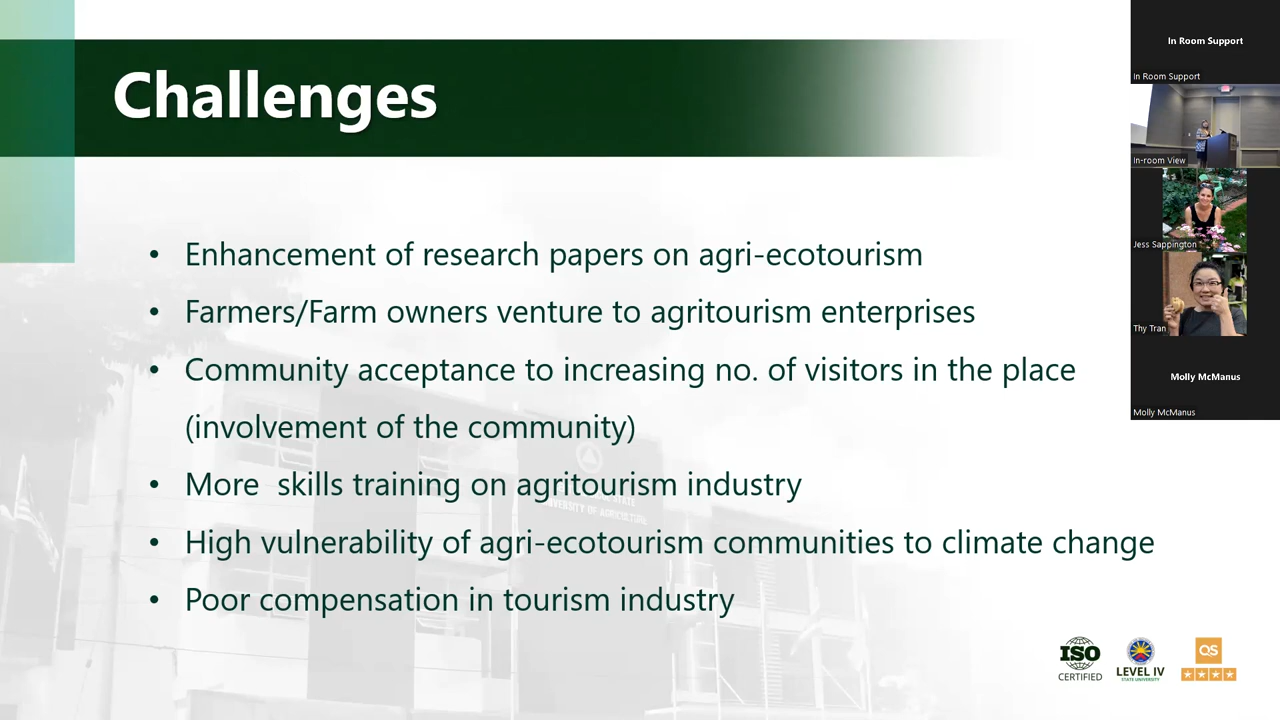 Challenges
• Enhancement of research papers on agri-ecotourism
• Farmers/Farm owners venture to agritourism enterprises
• Community acceptance to increasing no. of visitors in the place
(involvement of the community)
• More  skills training on agritourism industry
• High vulnerability of agri-ecotourism communities to climate change
• Poor compensation in tourism industry
In Room Support
In Room Support
In-room View
Jess Sappington
Thy Tran
Molly McManus
Molly McManus
ISO
CERTIFIED
LEVEL IV
STATE UNIVERSITY
QS